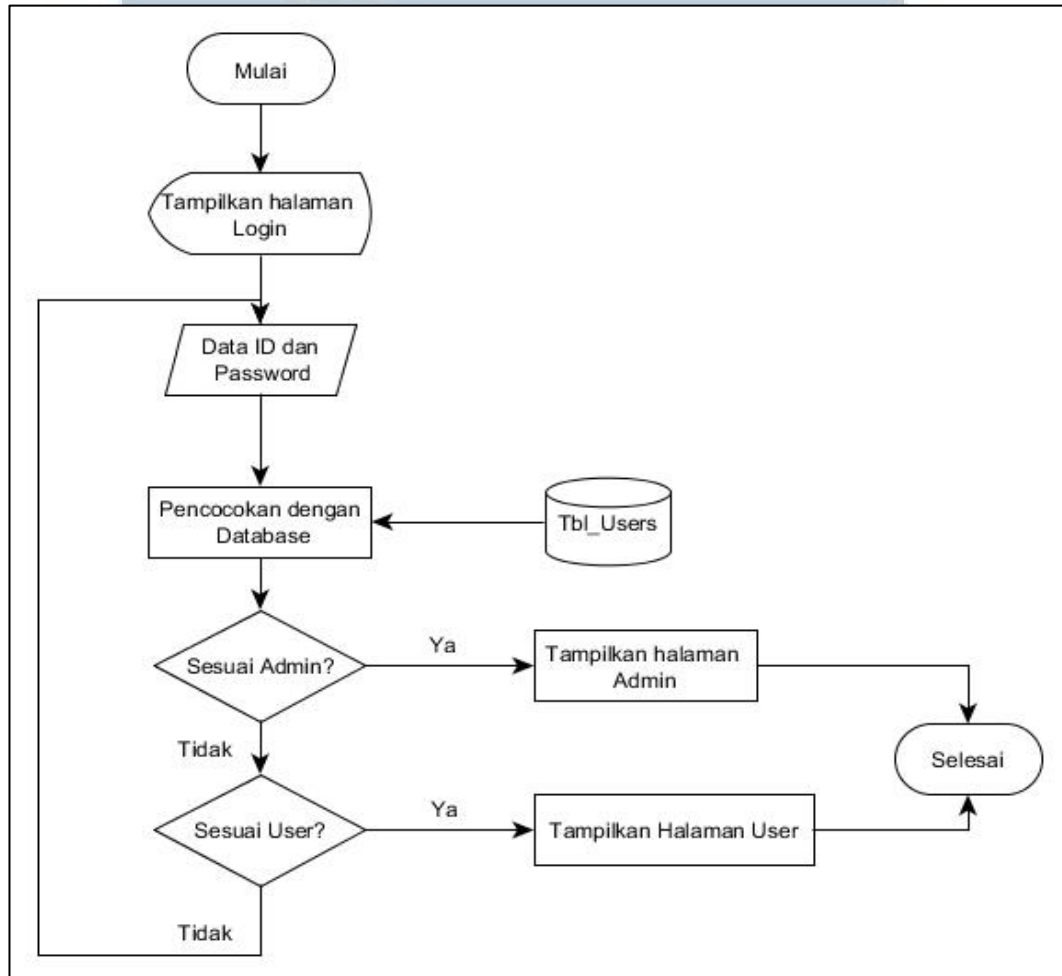 Mulai
Tampilkan halaman
Login
Data ID dan
Password
Pencocokan dengan
Database
Tbl_Users
Sesuai Admin?
Ya
Tampilkan halaman
Admin
Tidak
Selesai
Sesuai User?
Ya
Tampilkan Halaman User
Tidak